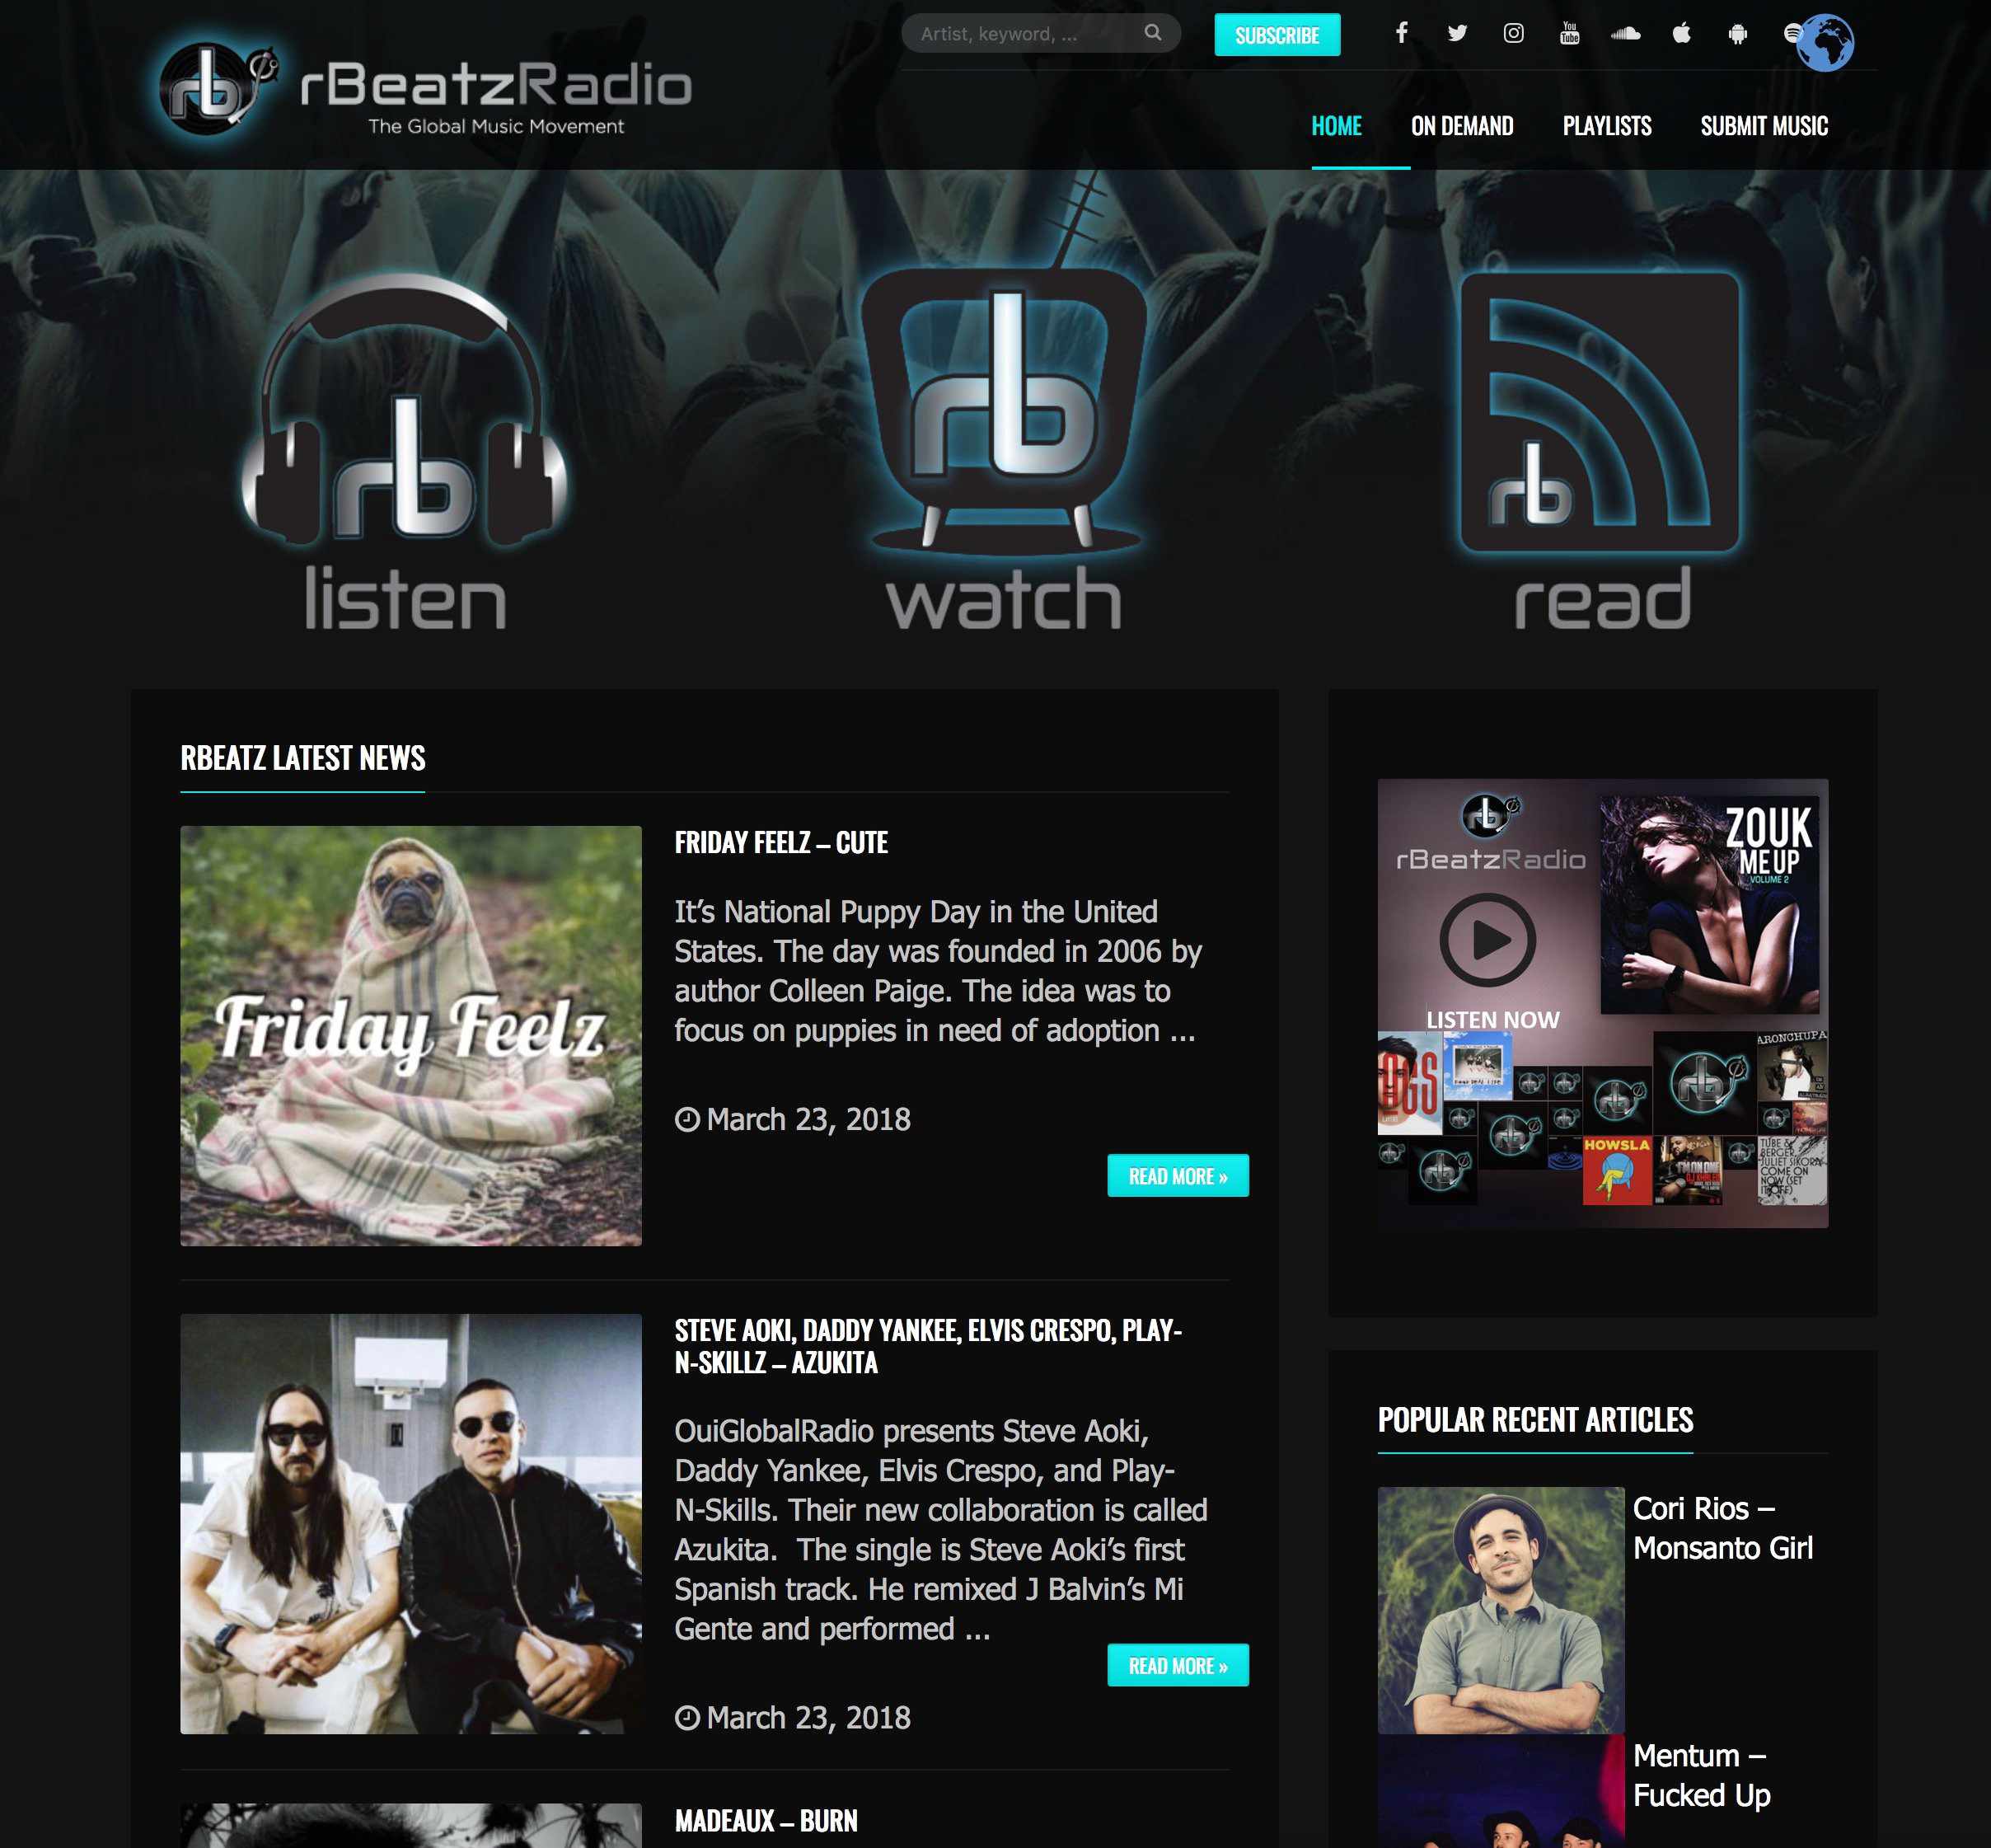 Artist, keyword, ...
SUBSCRIBE
You
Tube
rb
rBeatzRadio
The Global Music Movement
HOME
ON DEMAND
PLAYLISTS
SUBMIT MUSIC
rb
listen
rb
watch
rb
read
RBEATZ LATEST NEWS
Friday Feelz
FRIDAY FEELZ – CUTE
It’s National Puppy Day in the United
States. The day was founded in 2006 by
author Colleen Paige. The idea was to
focus on puppies in need of adoption ...
March 23, 2018
READ MORE »
STEVE AOKI, DADDY YANKEE, ELVIS CRESPO, PLAY-
N-SKILLZ – AZUKITA
OuiGlobalRadio presents Steve Aoki,
Daddy Yankee, Elvis Crespo, and Play-
N-Skills. Their new collaboration is called
Azukita.  The single is Steve Aoki’s first
Spanish track. He remixed J Balvin’s Mi
Gente and performed ...
READ MORE »
March 23, 2018
MADEAUX – BURN
rb
rBeatzRadio
LISTEN NOW
ZOUK
ME UP
VOLUME 2
ARONCHUPA
HOWSLA
I'M ON ONE
TUBE &
BERGER
JULIET SIKORA
COME ON
NOW (SET
IT OFF)
POPULAR RECENT ARTICLES
Cori Rios –
Monsanto Girl
Mentum –
Fucked Up